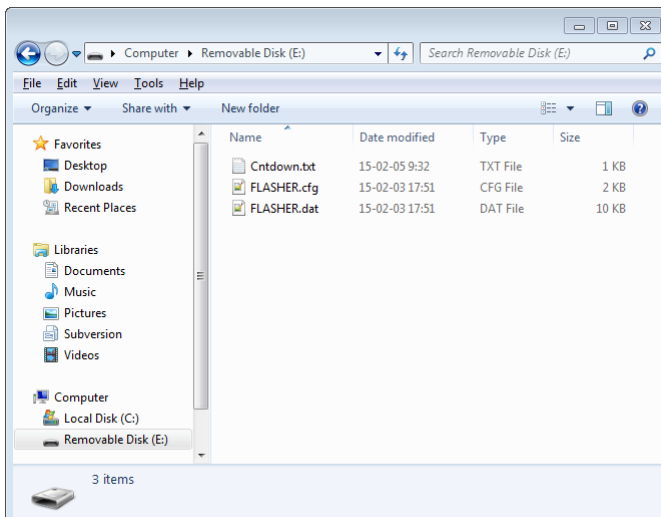 Computer Removable Disk (E:) Search Removable Disk (E:)
File Edit View Tools Help
Organize Share with New folder
Name Date modified Type Size
Favorites
Desktop
Downloads
Recent Places
Libraries
Documents
Music
Pictures
Subversion
Videos
Computer
Local Disk (C:)
Removable Disk (E:)
Cntdown.txt 15-02-05 9:32 TXT File 1 KB
FLASHER.cfg 15-02-03 17:51 CFG File 2 KB
FLASHER.dat 15-02-03 17:51 DAT File 10 KB
3 items